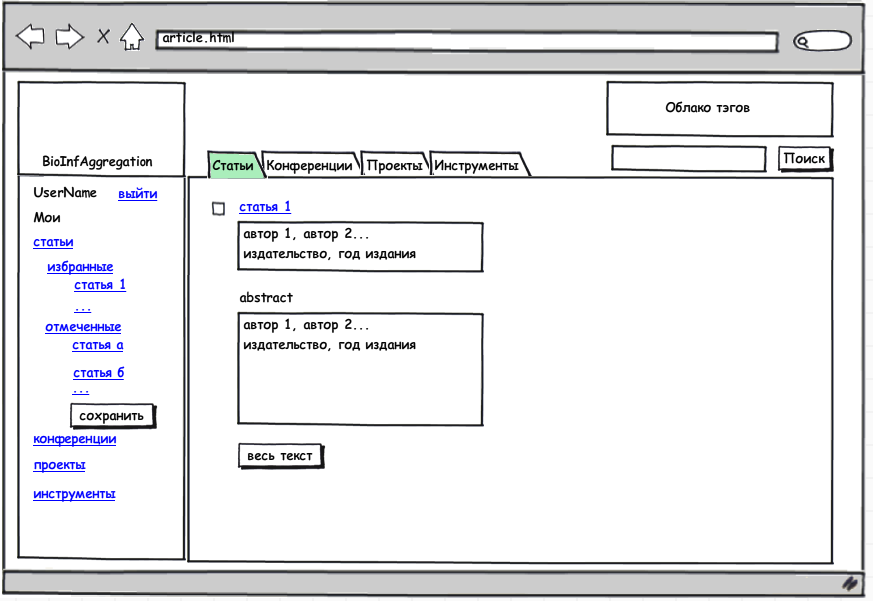 article.html
Облако тэгов
BioInfAggregation
Статьи
Конференции
Проекты
Инструменты
Поиск
UserName выйти
Мои
статьи
избранные
статья 1
...
отмеченные
статья а
статья б
...
сохранить
конференции
проекты
инструменты
статья 1
автор 1, автор 2...
издательство, год издания
abstract
автор 1, автор 2...
издательство, год издания
весь текст